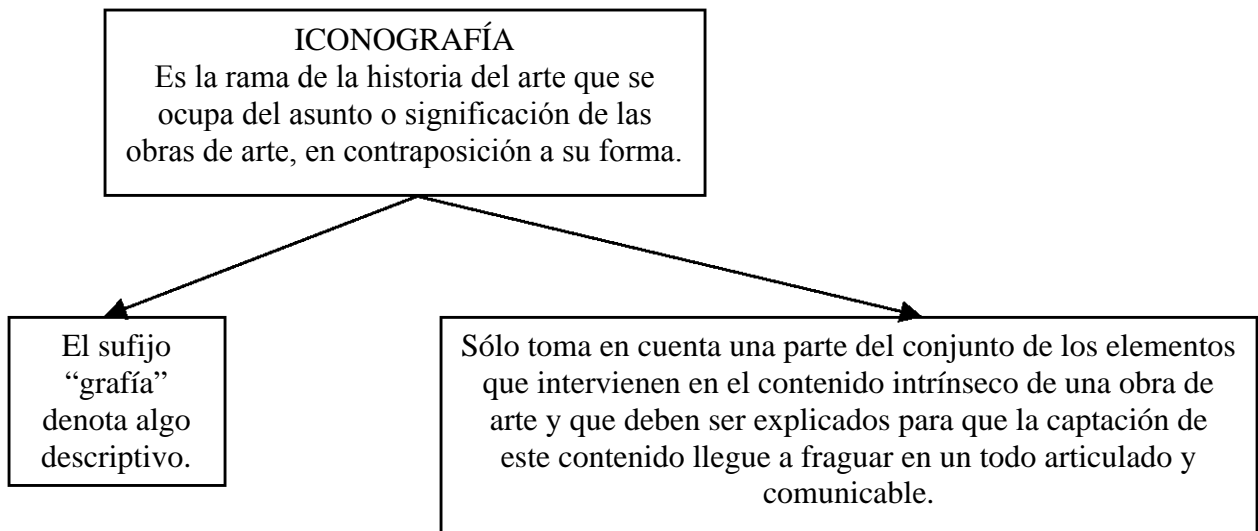 ICONOGRAFÍA
Es la rama de la historia del arte que se
ocupa del asunto o significación de las
obras de arte, en contraposición a su forma.
El sufijo
“grafía”
denota algo
descriptivo.
Sólo toma en cuenta una parte del conjunto de los elementos
que intervienen en el contenido intrínseco de una obra de
arte y que deben ser explicados para que la captación de
este contenido llegue a fraguar en un todo articulado y
comunicable.